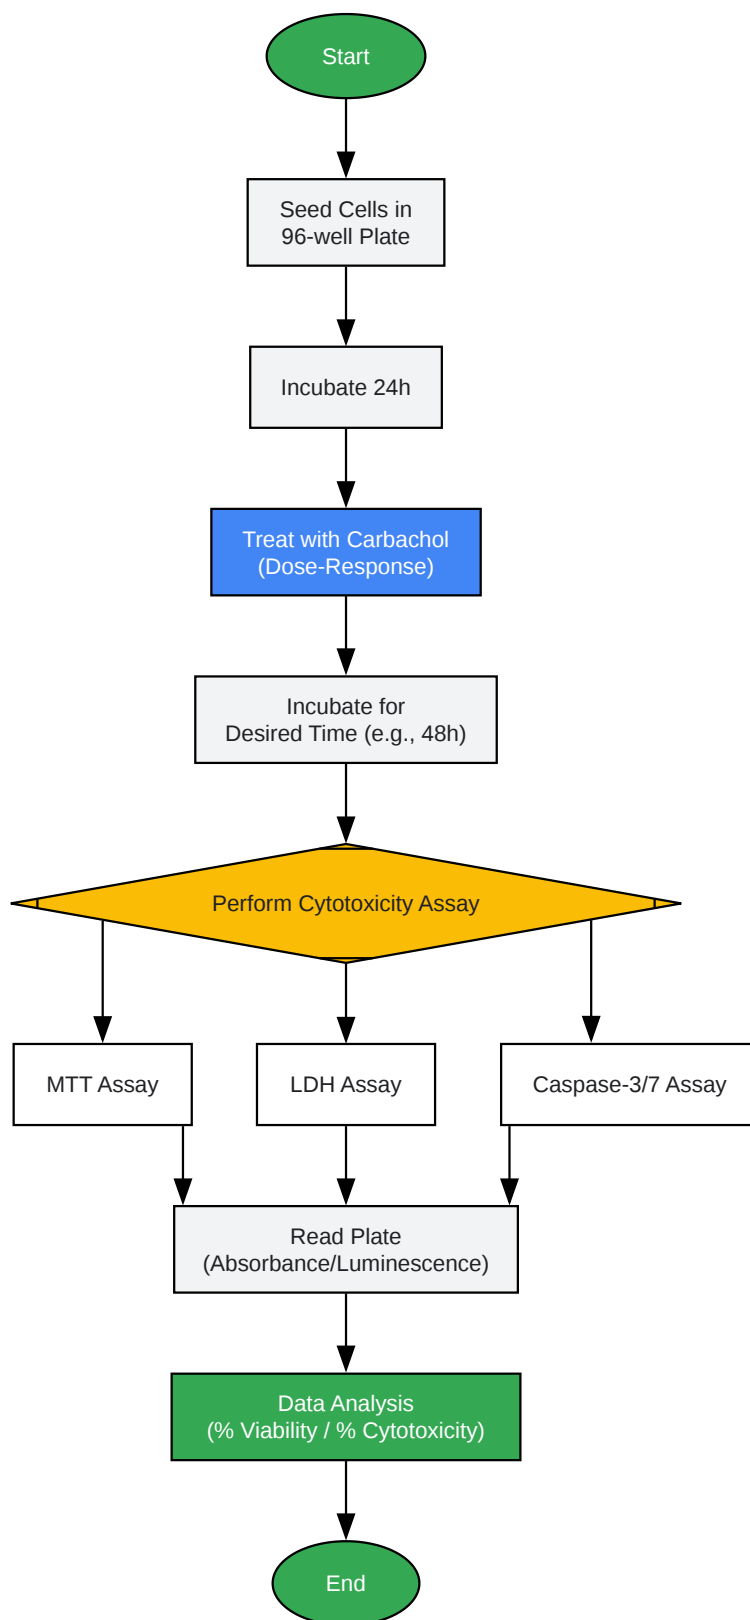 Start
Seed Cells in
96-well Plate
Incubate 24h
Treat with Carbachol
(Dose-Response)
Incubate for
Desired Time (e.g., 48h)
Perform Cytotoxicity Assay
MTT Assay
LDH Assay
Caspase-3/7 Assay
Read Plate
(Absorbance/Luminescence)
Data Analysis
(% Viability / % Cytotoxicity)
End